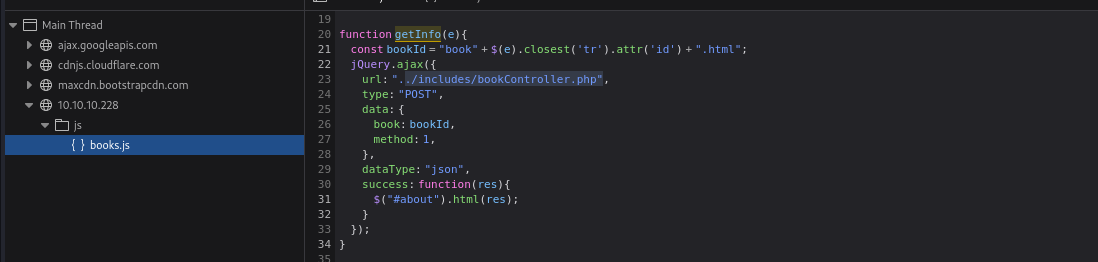 Main Thread
ajax.googleapis.com
cdnjs.cloudflare.com
maxcdn.bootstrapcdn.com
10.10.10.228
js
{ } books.js
19
20 function getInfo(e){
21 const bookId = "book" + $(e).closest('tr').attr('id') + ".html";
22 jQuery.ajax({
23 url: "../includes/bookController.php",
24 type: "POST",
25 data: {
26 book: bookId,
27 method: 1,
28 },
29 dataType: "json",
30 success: function(res){
31 $("#about").html(res);
32 }
33 });
34 }
35